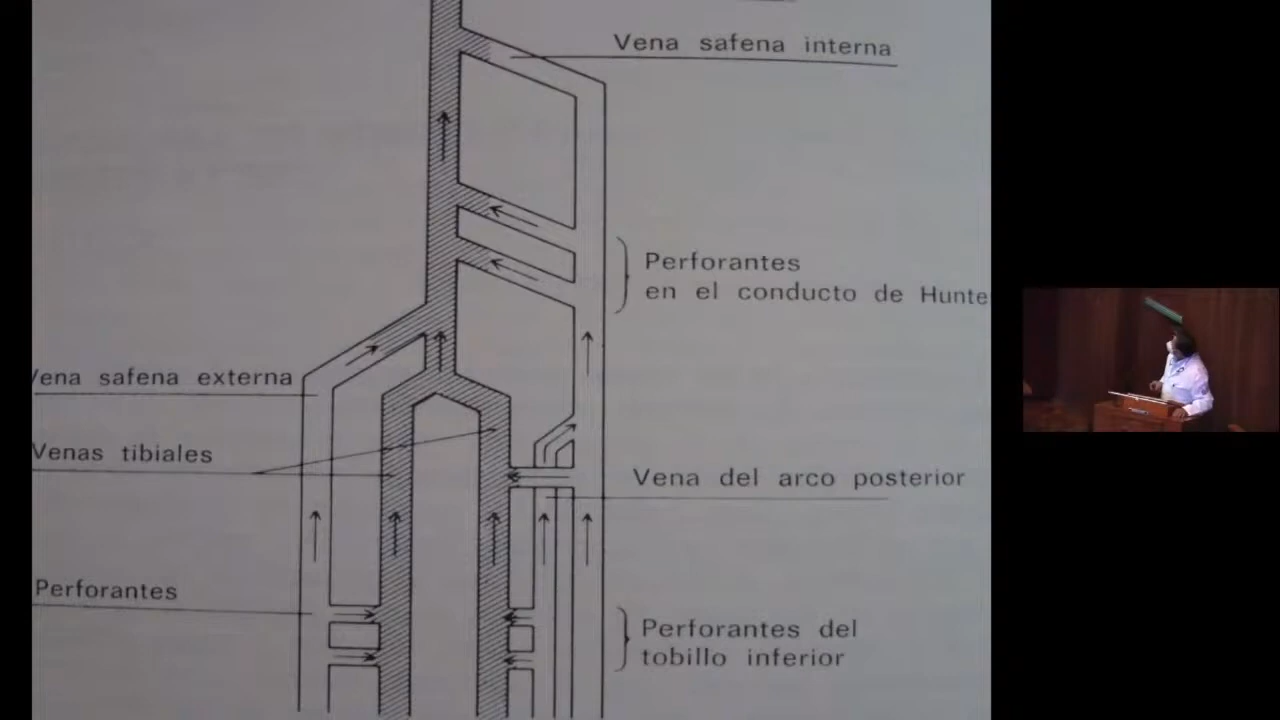 Vena safena interna
Perforantes
en el conducto de Hunte
Vena safena externa
Venas tibiales
Vena del arco posterior
Perforantes
Perforantes del
tobillo inferior